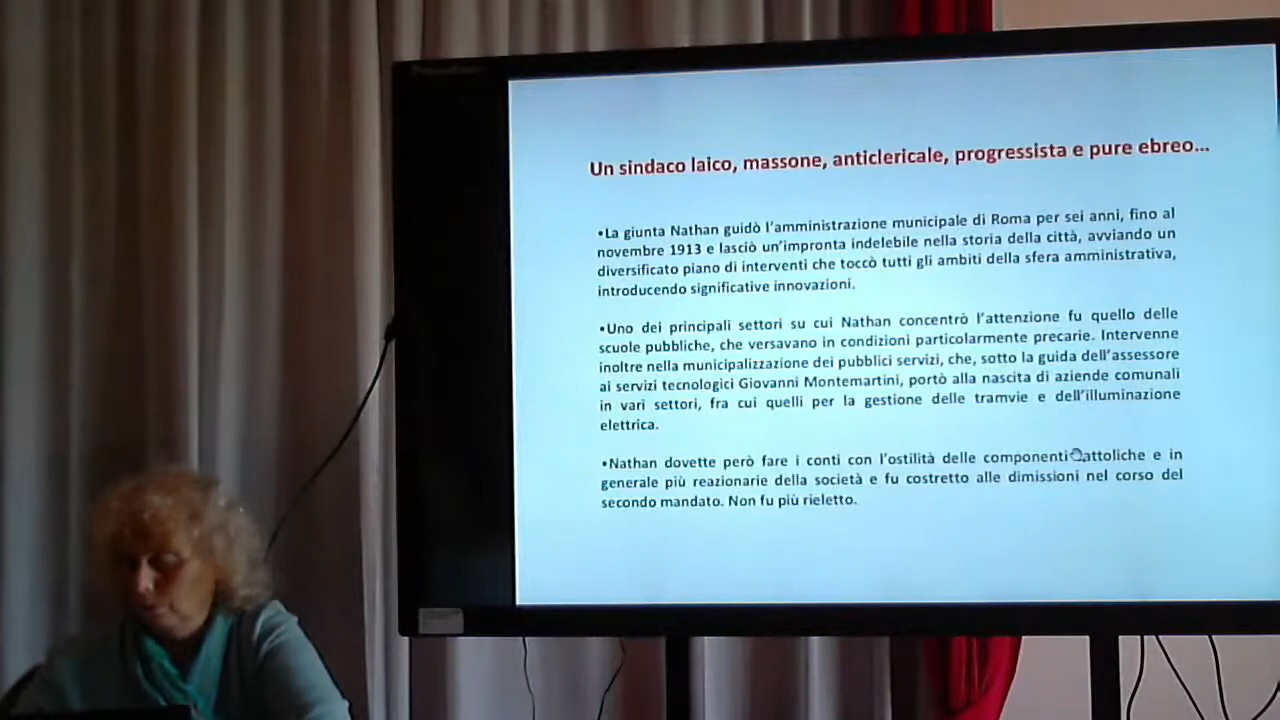 Un sindaco laico, massone, anticlericale, progressista e pure ebreo...
•La giunta Nathan guidò l'amministrazione municipale di Roma per sei anni, fino al
novembre 1913 e lasciò un'impronta indelebile nella storia della città, avviando un
diversificato piano di interventi che toccò tutti gli ambiti della sfera amministrativa,
introducendo significative innovazioni.
•Uno dei principali settori su cui Nathan concentrò l'attenzione fu quello delle
scuole pubbliche, che versavano in condizioni particolarmente precarie. Intervenne
inoltre nella municipalizzazione dei pubblici servizi, che, sotto la guida dell'assessore
ai servizi tecnologici Giovanni Montemartini, portò alla nascita di aziende comunali
in vari settori, fra cui quelli per la gestione delle tramvie e dell'illuminazione
elettrica.
•Nathan dovette però fare i conti con l'ostilità delle componenti cattoliche e in
generale più reazionarie della società e fu costretto alle dimissioni nel corso del
secondo mandato. Non fu più rieletto.